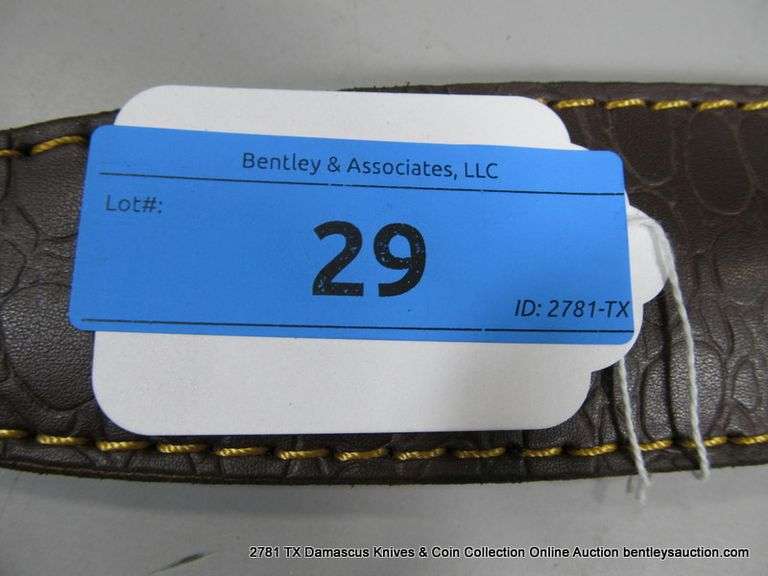 Bentley & Associates, LLC
Lot#:
29
ID: 2781-TX
2781 TX Damascus Knives & Coin Collection Online Auction bentleysauction.com